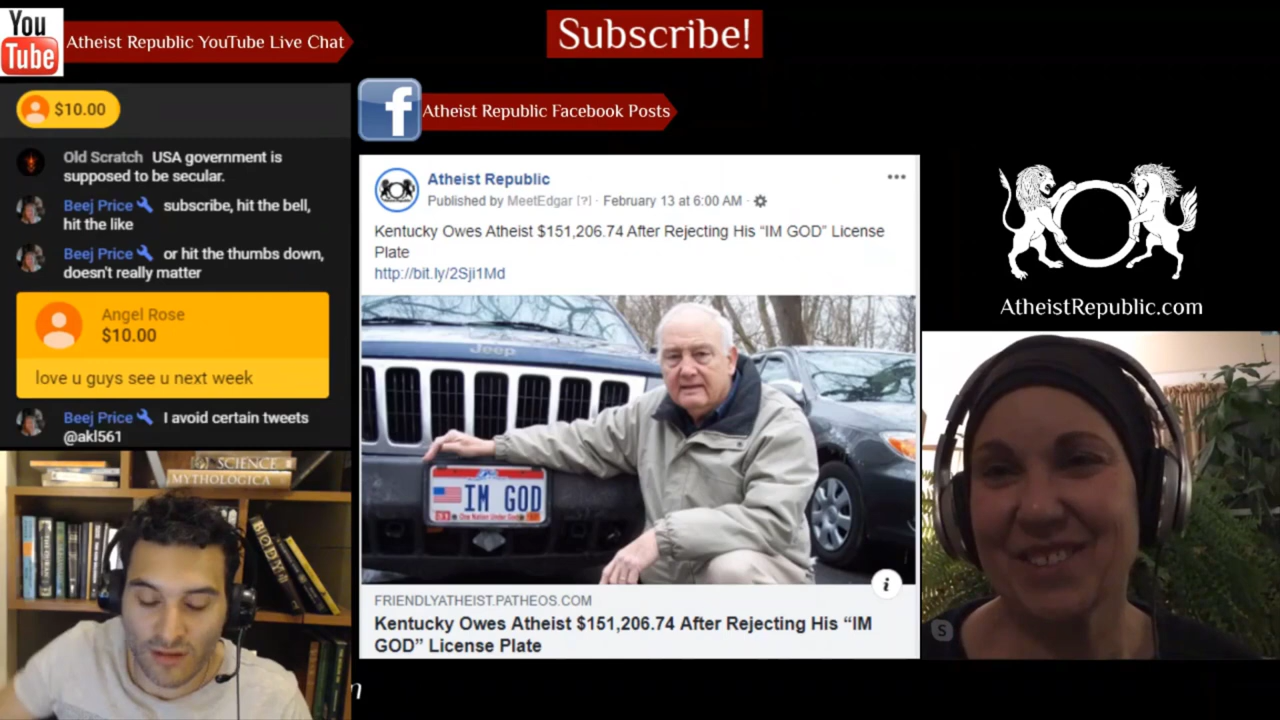 You
Tube
Atheist Republic YouTube Live Chat
Subscribe!
$10.00
Old Scratch USA government is
supposed to be secular.
Beej Price subscribe, hit the bell,
hit the like
Beej Price or hit the thumbs down,
doesn't really matter
Angel Rose
$10.00
love u guys see u next week
Beej Price I avoid certain tweets
@akl561
SCIENCE
MYTHOLOGICA
BODY
f
Atheist Republic Facebook Posts
Atheist Republic
Published by MeetEdgar [?] · February 13 at 6:00 AM ·
Kentucky Owes Atheist $151,206.74 After Rejecting His “IM GOD” License
Plate
http://bit.ly/2Sji1Md
Jeep
IM GOD
One Nation Under God
i
FRIENDLYATHEIST.PATHEOS.COM
Kentucky Owes Atheist $151,206.74 After Rejecting His “IM
GOD” License Plate
n
AtheistRepublic.com
S